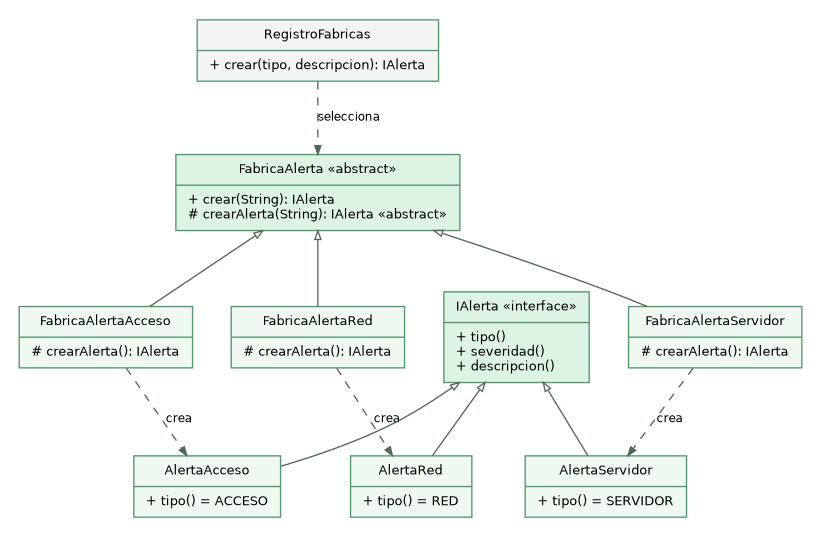 RegistroFabricas
+ crear(tipo, descripcion): IAlerta
selecciona
FabricaAlerta «abstract»
+ crear(String): IAlerta
# crearAlerta(String): IAlerta «abstract»
FabricaAlertaAcceso
# crearAlerta(): IAlerta
FabricaAlertaRed
# crearAlerta(): IAlerta
IAlerta «interface»
+ tipo()
+ severidad()
+ descripcion()
FabricaAlertaServidor
# crearAlerta(): IAlerta
crea
crea
crea
AlertaAcceso
+ tipo() = ACCESO
AlertaRed
+ tipo() = RED
AlertaServidor
+ tipo() = SERVIDOR